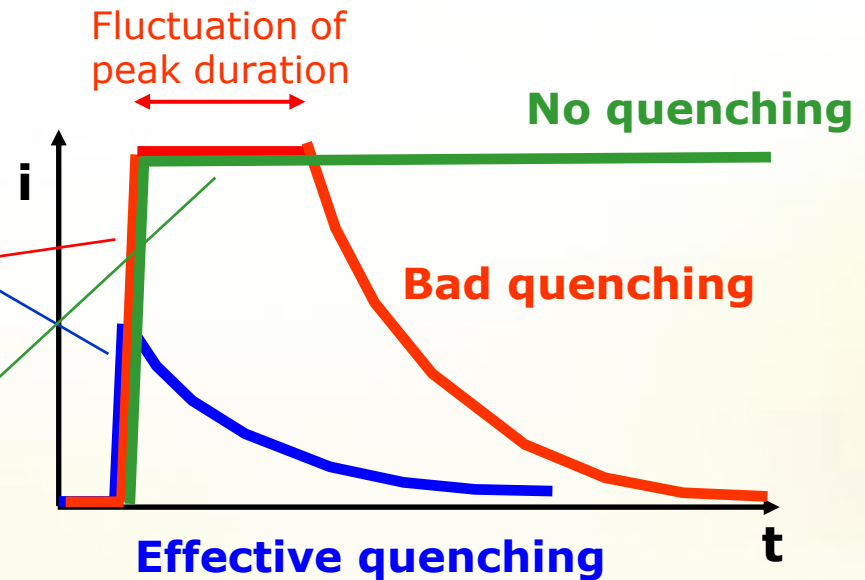 Fluctuation of
peak duration
No quenching
i
Bad quenching
t
Effective quenching